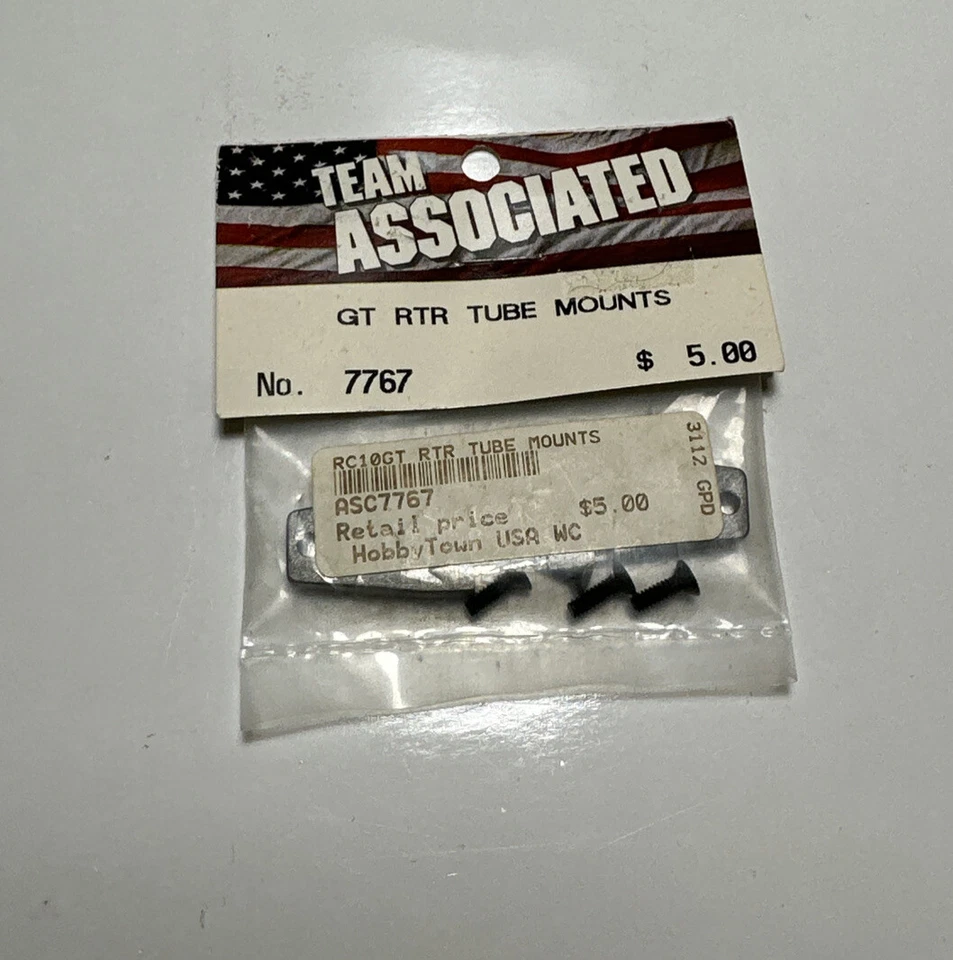 TEAM
ASSOCIATED
GT RTR TUBE MOUNTS
No. 7767 $ 5.00
RC10GT RTR TUBE MOUNTS
ASC7767
Retail price $5.00
HobbyTown USA WC
3112 GPD